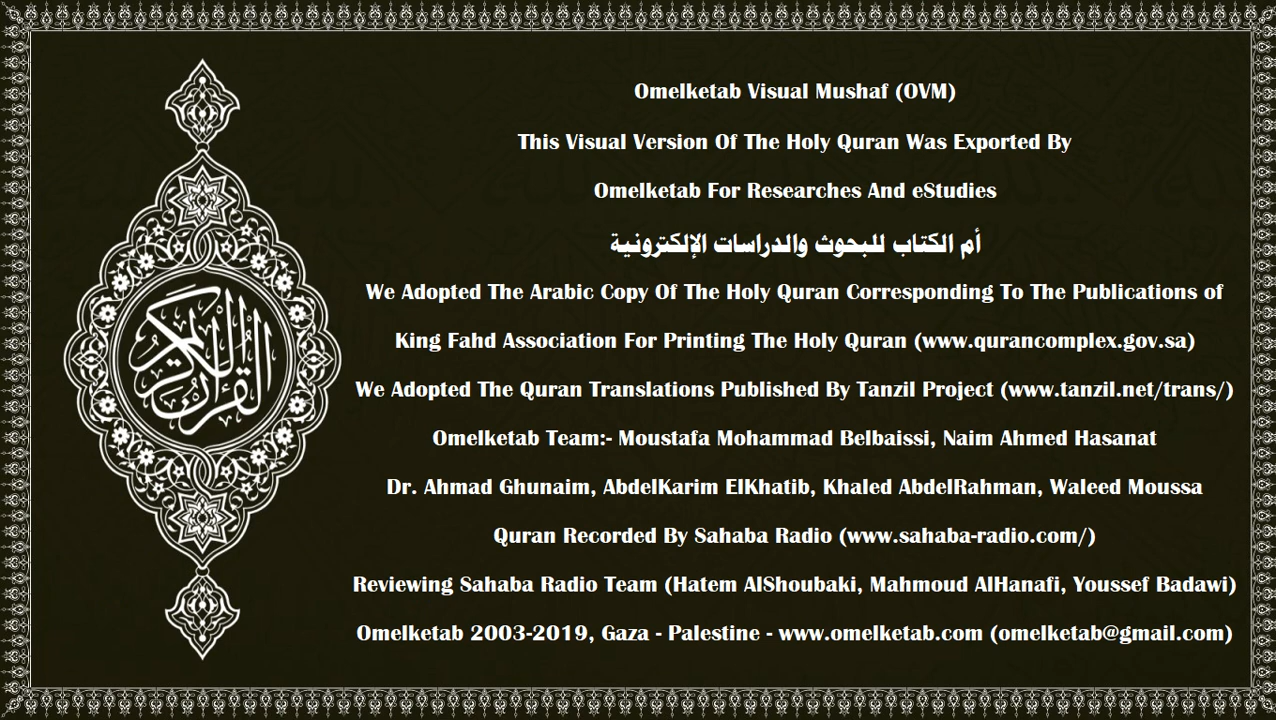 Omelketab Visual Mushaf (OVM)
This Visual Version Of The Holy Quran Was Exported By
Omelketab For Researches And eStudies
أم الكتاب للبحوث والدراسات الإلكترونية
We Adopted The Arabic Copy Of The Holy Quran Corresponding To The Publications of
King Fahd Association For Printing The Holy Quran (www.qurancomplex.gov.sa)
We Adopted The Quran Translations Published By Tanzil Project (www.tanzil.net/trans/)
Omelketab Team:- Moustafa Mohammad Belbaissi, Naim Ahmed Hasanat
Dr. Ahmad Ghunaim, AbdelKarim ElKhatib, Khaled AbdelRahman, Waleed Moussa
Quran Recorded By Sahaba Radio (www.sahaba-radio.com/)
Reviewing Sahaba Radio Team (Hatem AlShoubaki, Mahmoud AlHanafi, Youssef Badawi)
Omelketab 2003-2019, Gaza - Palestine - www.omelketab.com (omelketab@gmail.com)
القرآن الكريم